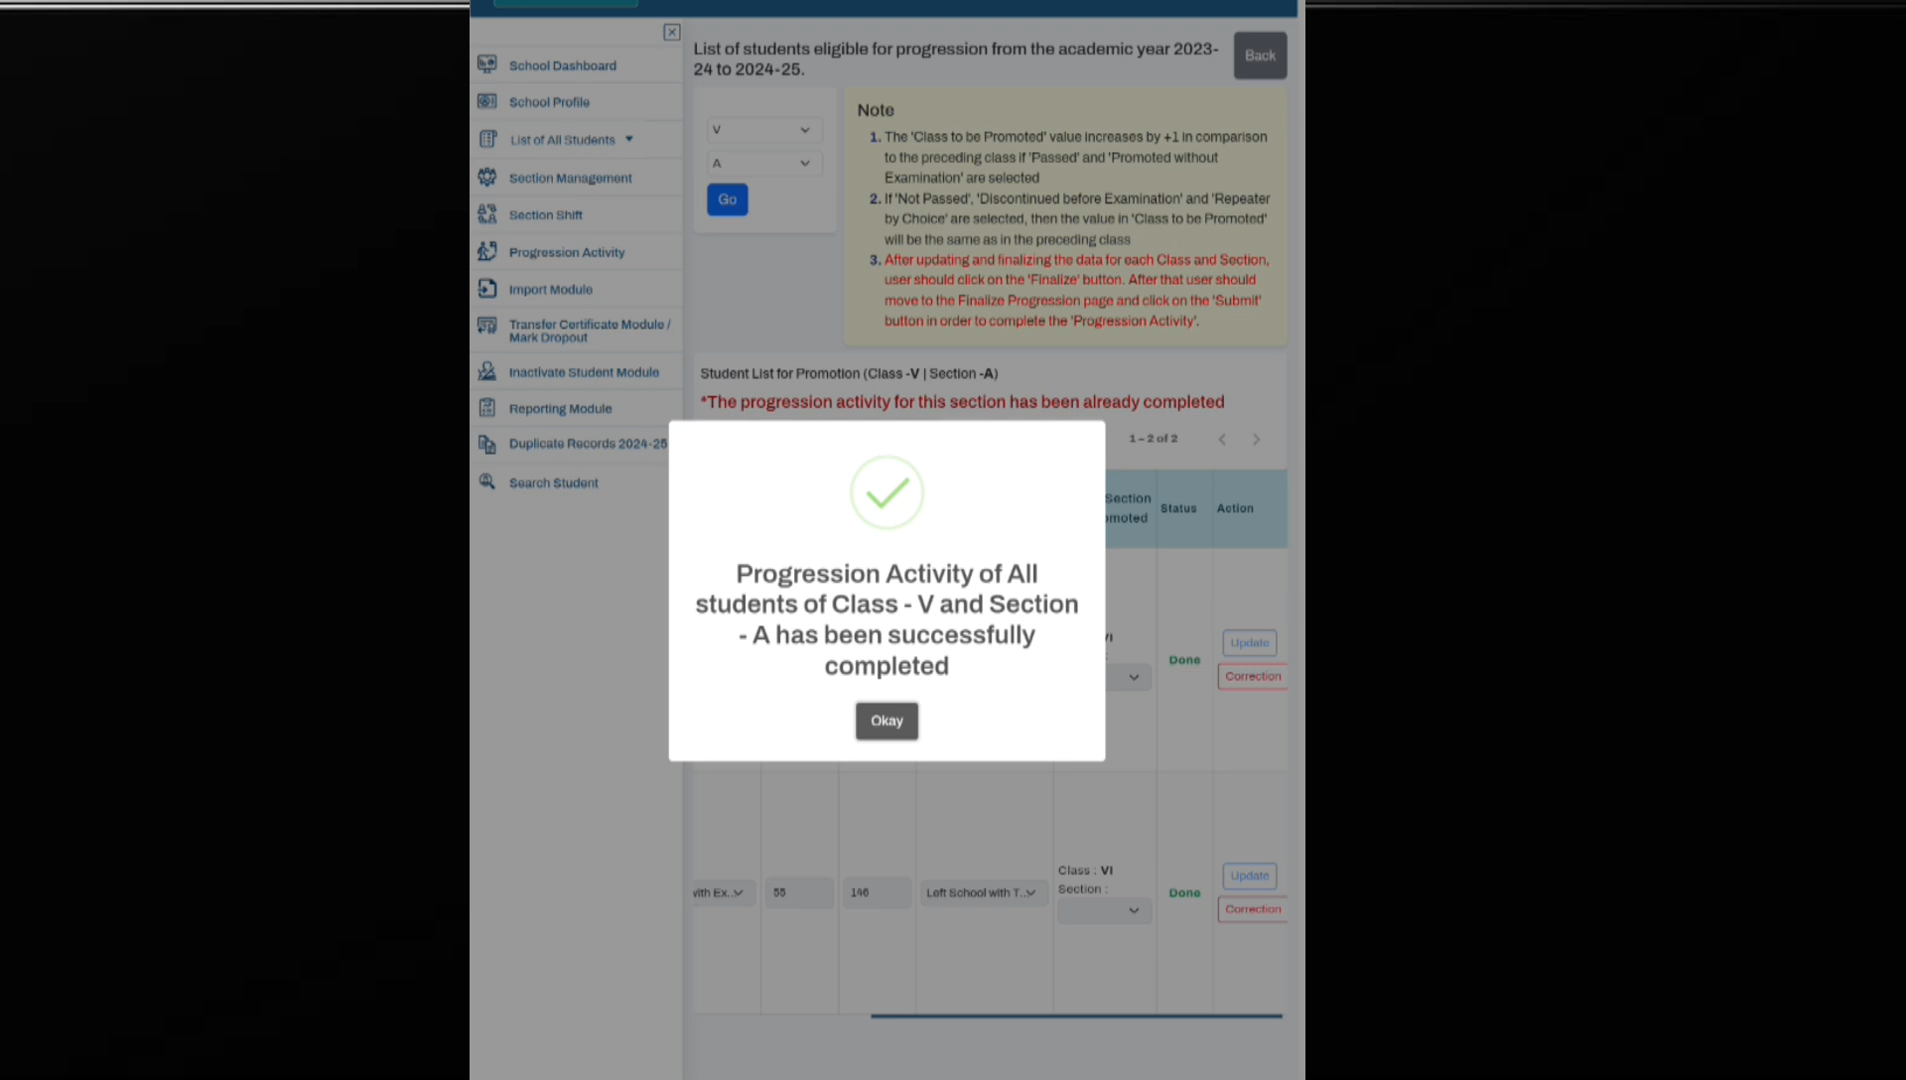 School Dashboard
School Profile
List of All Students
Section Management
Section Shift
Progression Activity
Import Module
Transfer Certificate Module /
Mark Dropout
Inactivate Student Module
Reporting Module
Duplicate Records 2024-25
Search Student
List of students eligible for progression from the academic year 2023-
24 to 2024-25.
Back
V
A
Go
Note
1. The 'Class to be Promoted' value increases by +1 in comparison
to the preceding class if 'Passed' and 'Promoted without
Examination' are selected
2. If 'Not Passed', 'Discontinued before Examination' and 'Repeater
by Choice' are selected, then the value in 'Class to be Promoted'
will be the same as in the preceding class
3. After updating and finalizing the data for each Class and Section,
user should click on the 'Finalize' button. After that user should
move to the Finalize Progression page and click on the 'Submit'
button in order to complete the 'Progression Activity'.
Student List for Promotion (Class -V | Section -A)
*The progression activity for this section has been already completed
1–2 of 2
Section Status Action
Progression Activity of All
students of Class - V and Section
- A has been successfully
completed
Okay
Done
Update
Correction
with Ex.. 55 146 Left School with T..
Class : VI
Section :
Done
Update
Correction